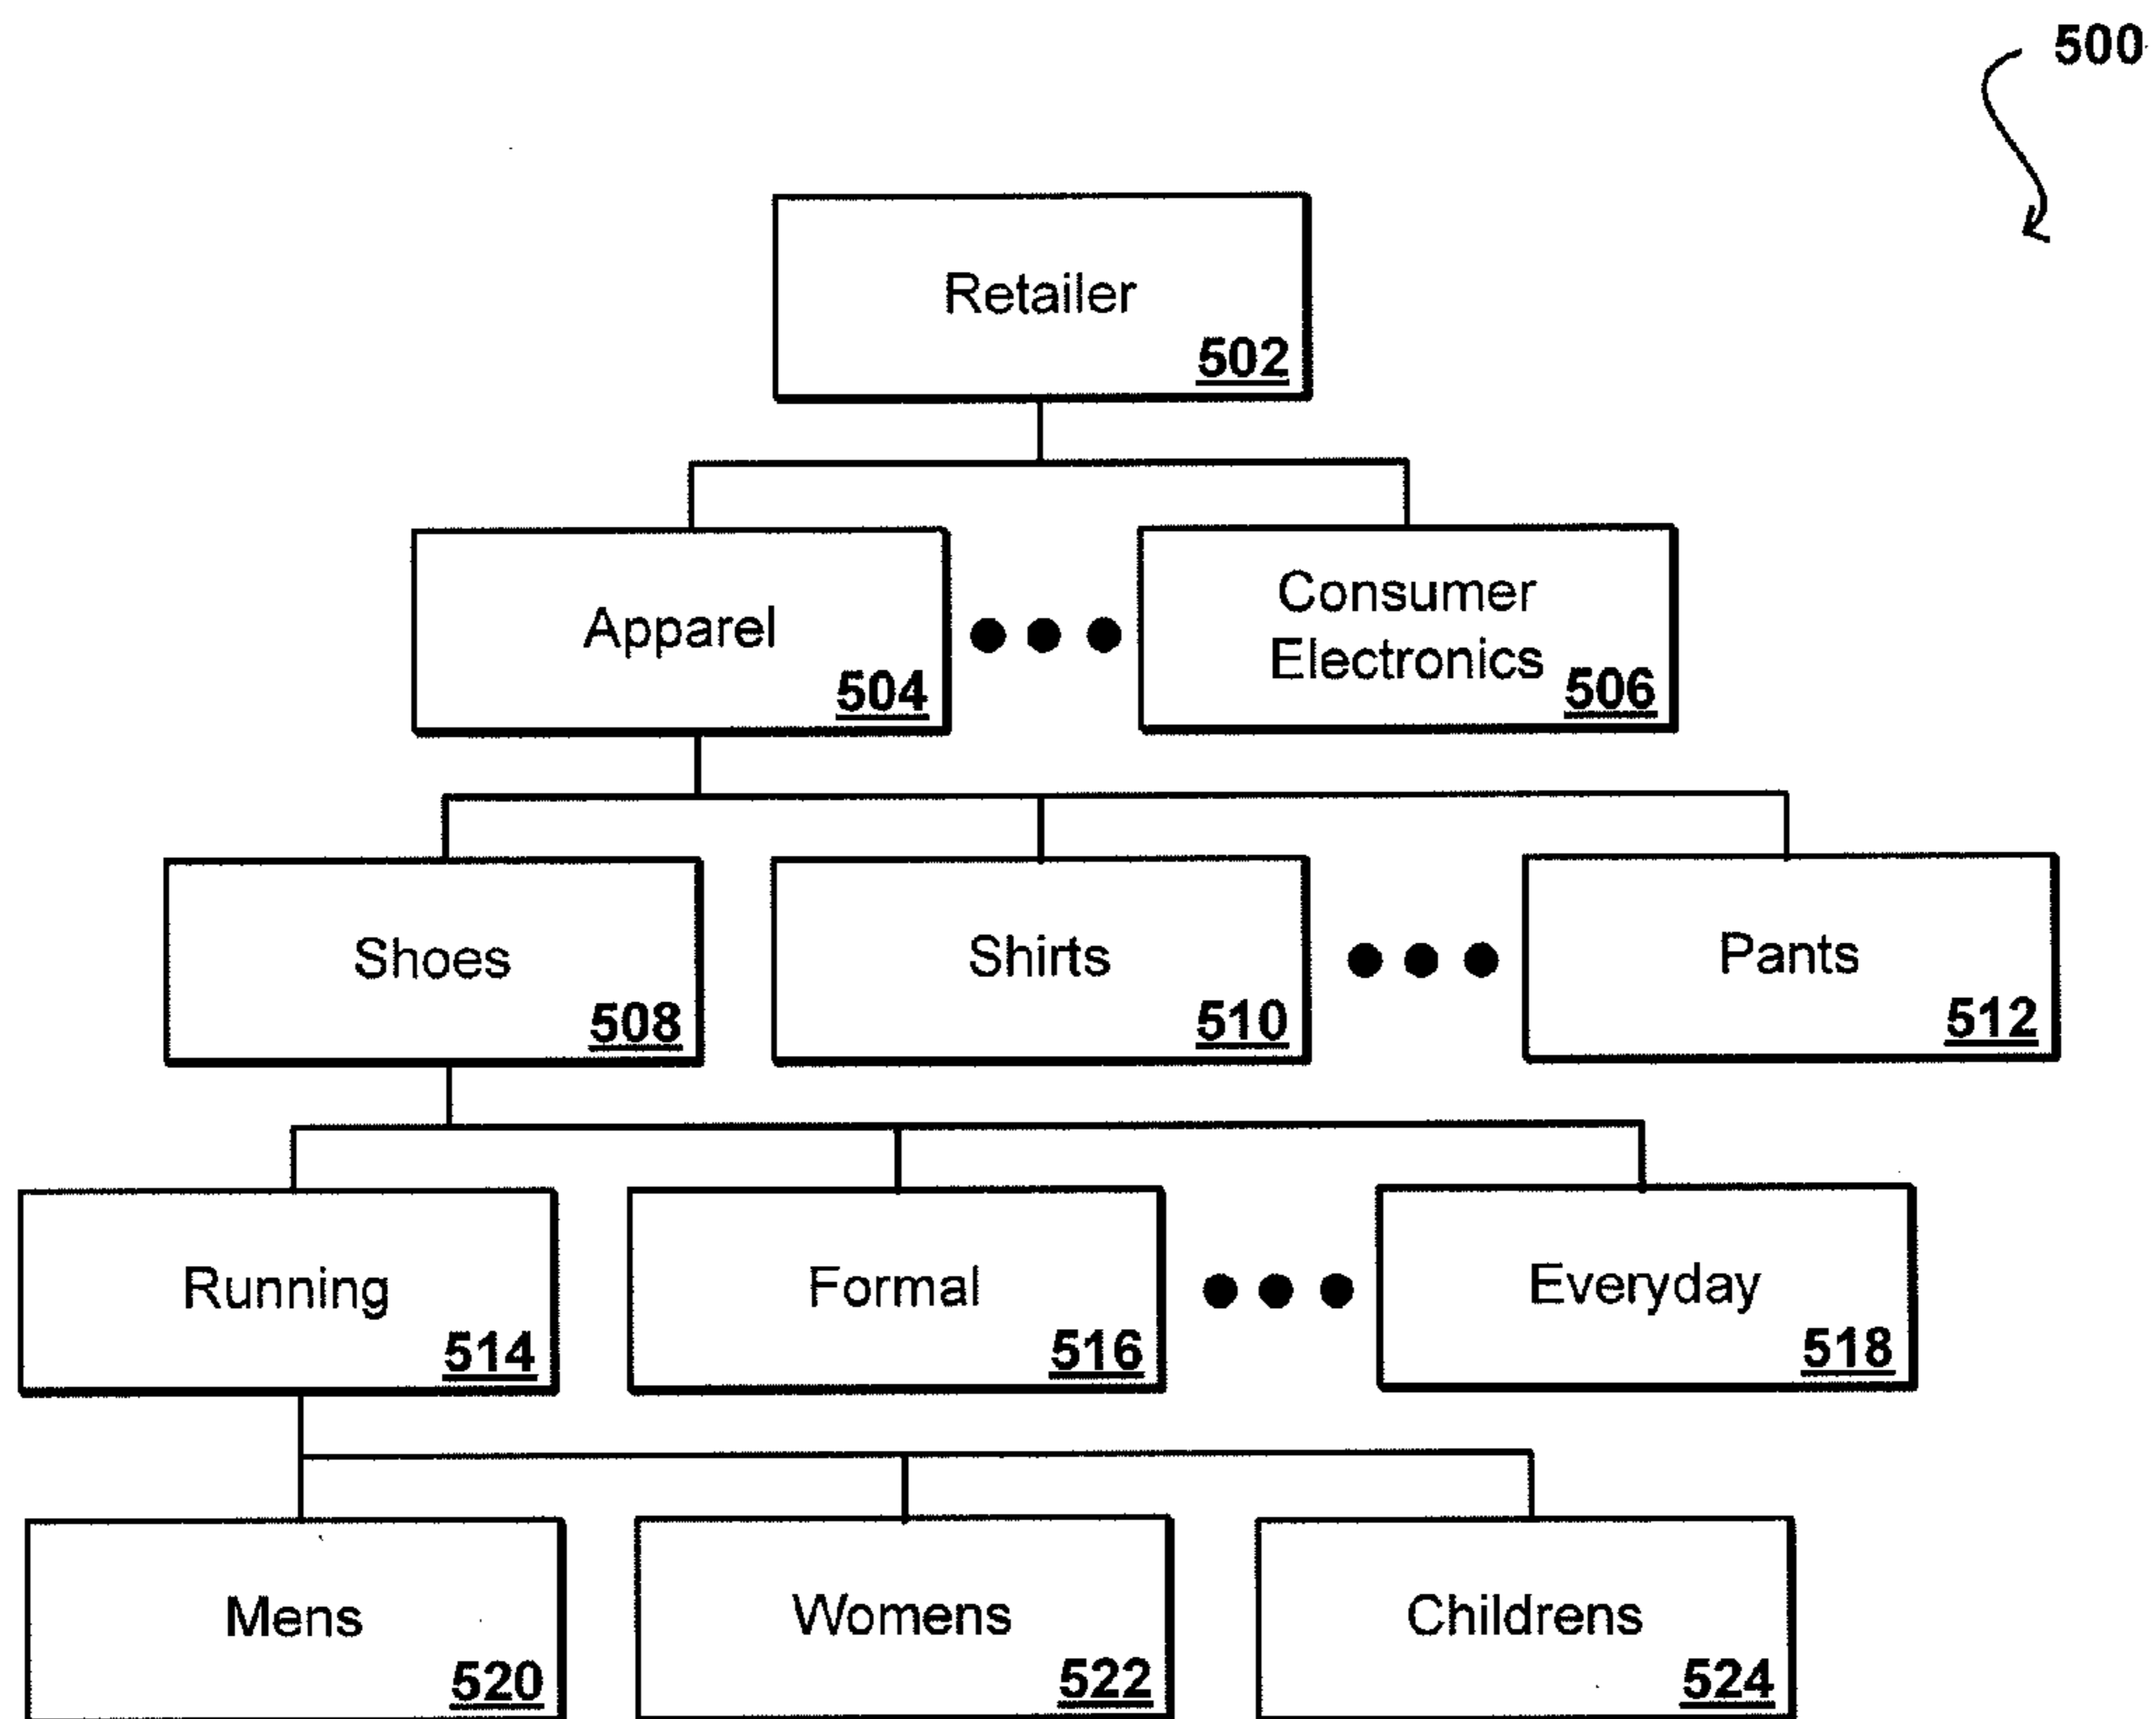 500
Retailer
502
Apparel
504
Consumer
Electronics
506
Shoes
508
Shirts
510
Pants
512
Running
514
Formal
516
Everyday
518
Mens
520
Womens
522
Childrens
524